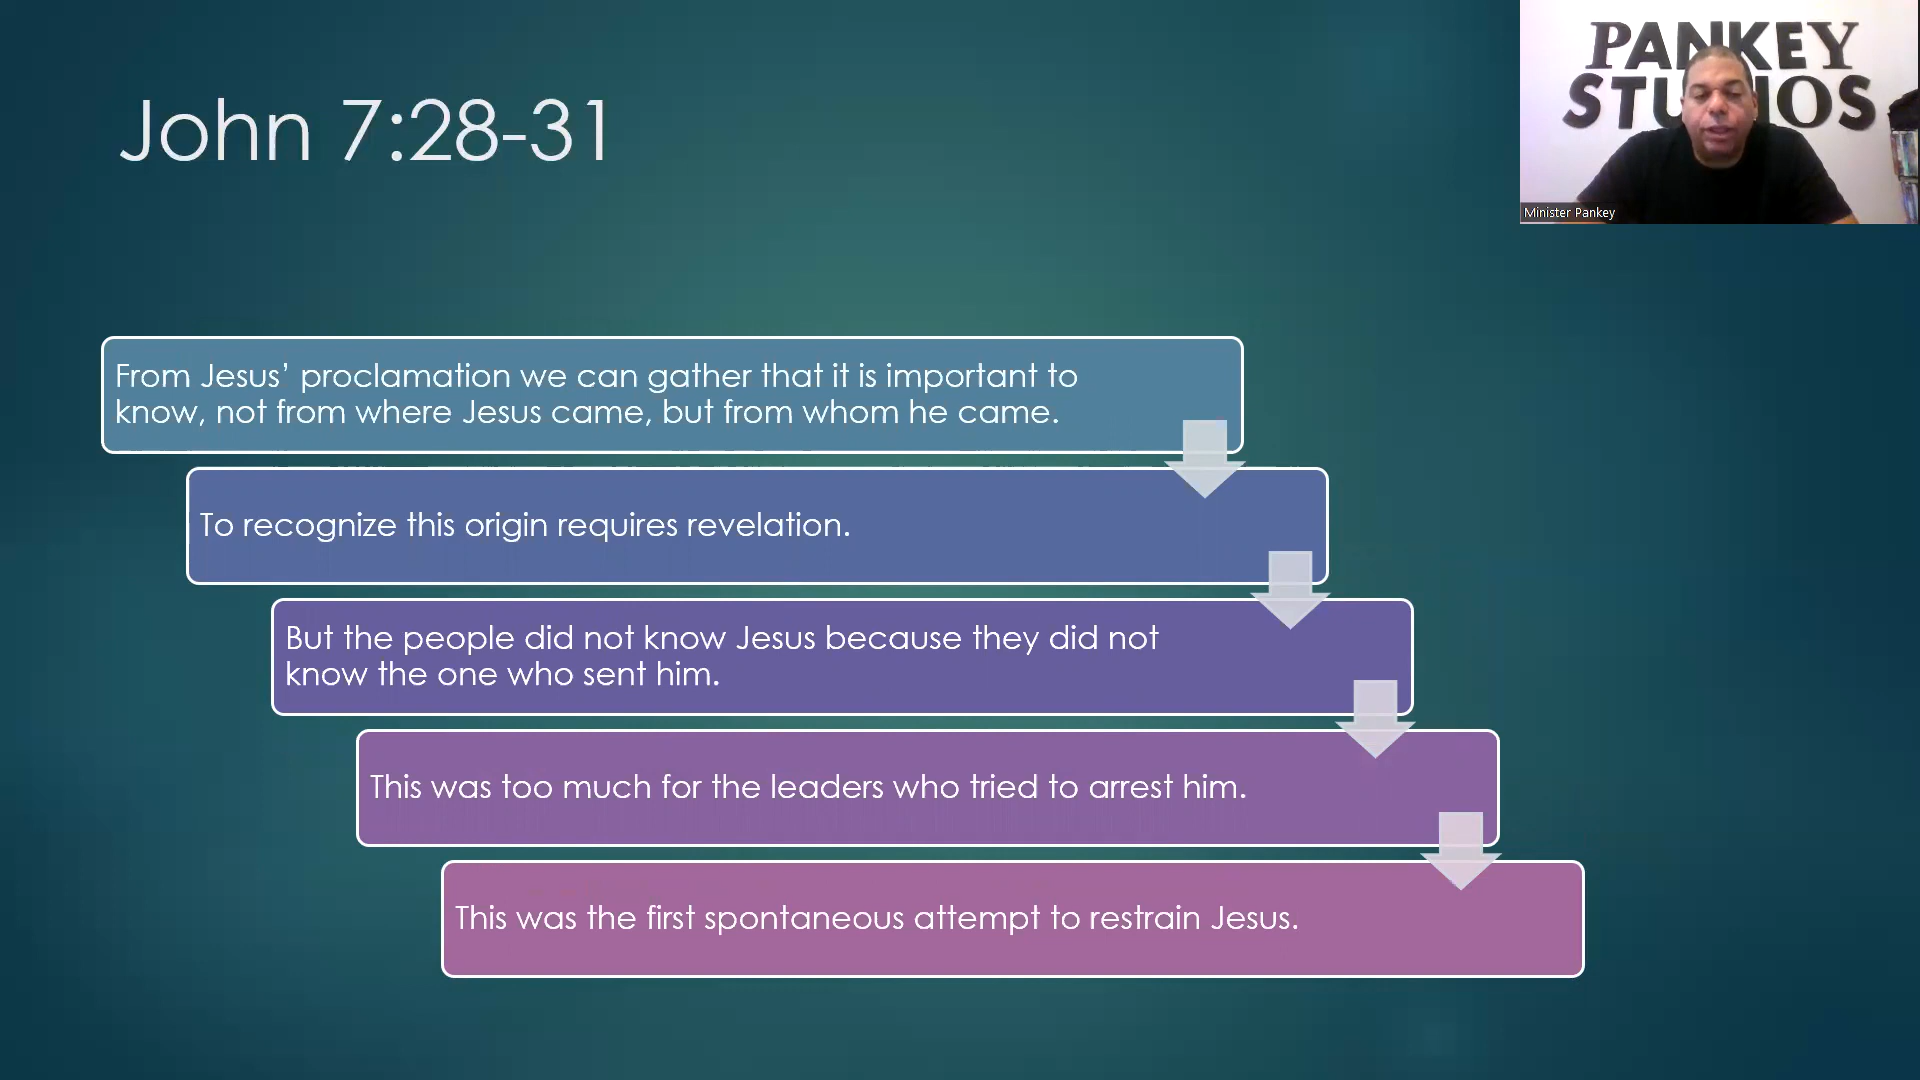 John 7:28-31
PANKEY
STUDIOS
Minister Pankey
From Jesus’ proclamation we can gather that it is important to
know, not from where Jesus came, but from whom he came.
To recognize this origin requires revelation.
But the people did not know Jesus because they did not
know the one who sent him.
This was too much for the leaders who tried to arrest him.
This was the first spontaneous attempt to restrain Jesus.